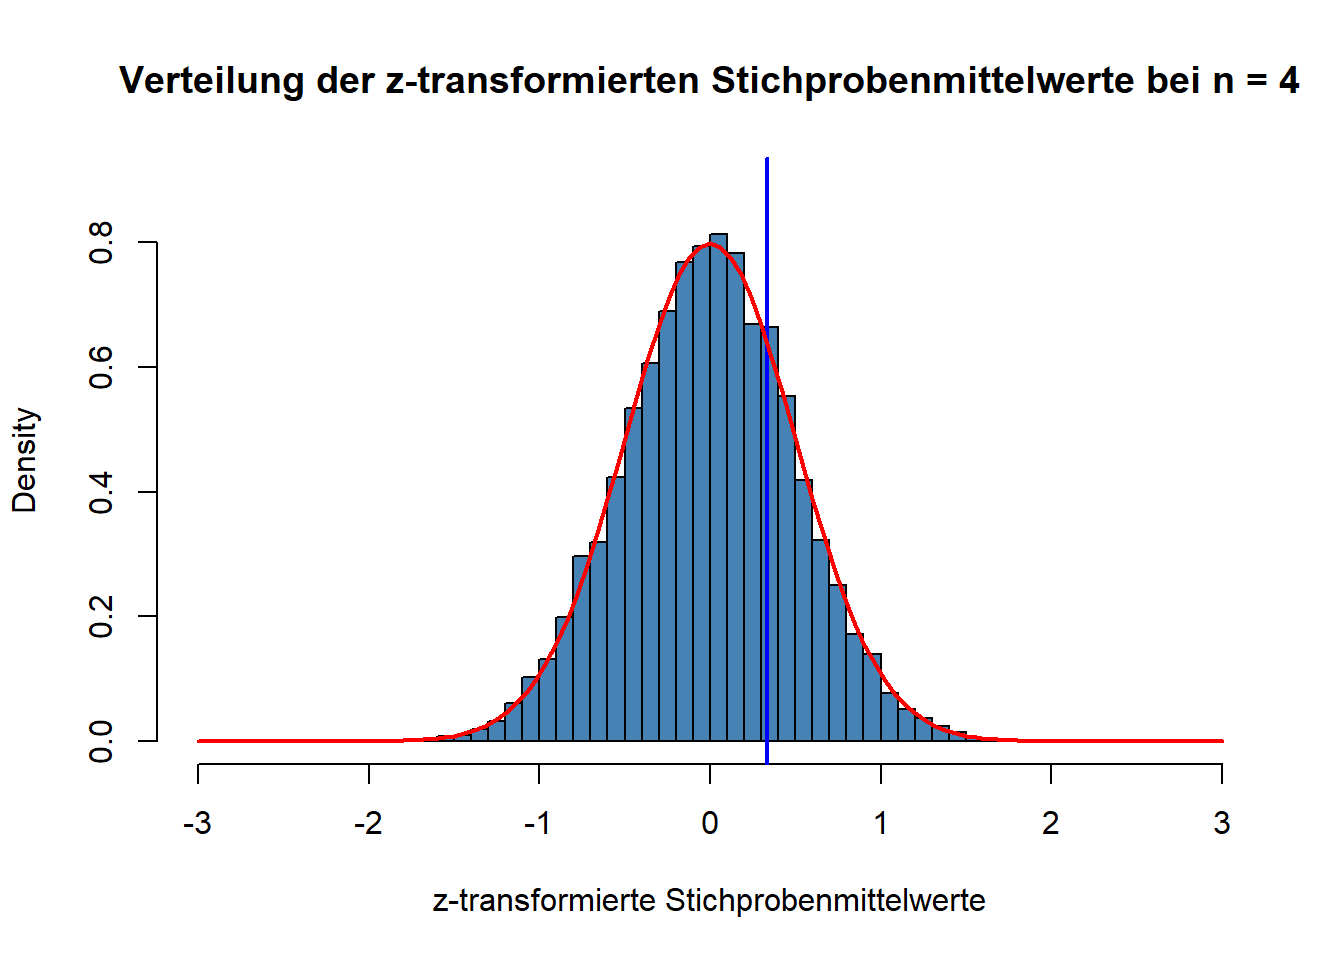 Verteilung der z-transformierten Stichprobenmittelwerte bei n = 4
Density
0.8
0.6
0.4
0.2
0.0
-3 -2 -1 0 1 2 3
z-transformierte Stichprobenmittelwerte